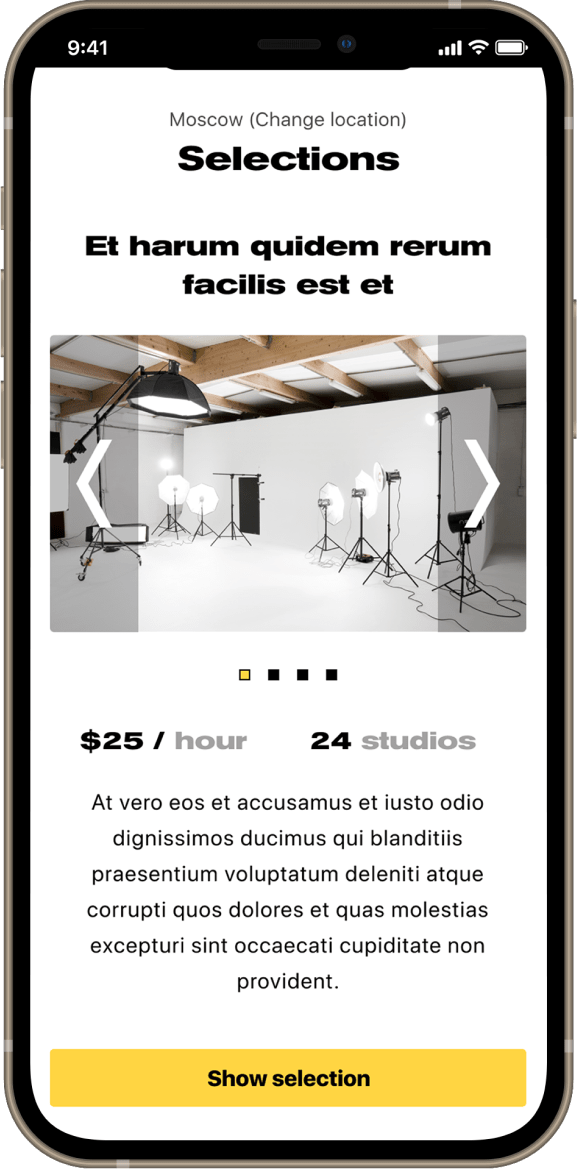 9:41
Moscow (Change location)
Selections
Et harum quidem rerum
facilis est et
$25 / hour 24 studios
At vero eos et accusamus et iusto odio
dignissimos ducimus qui blanditiis
praesentium voluptatum deleniti atque
corrupti quos dolores et quas molestias
excepturi sint occaecati cupiditate non
provident.
Show selection